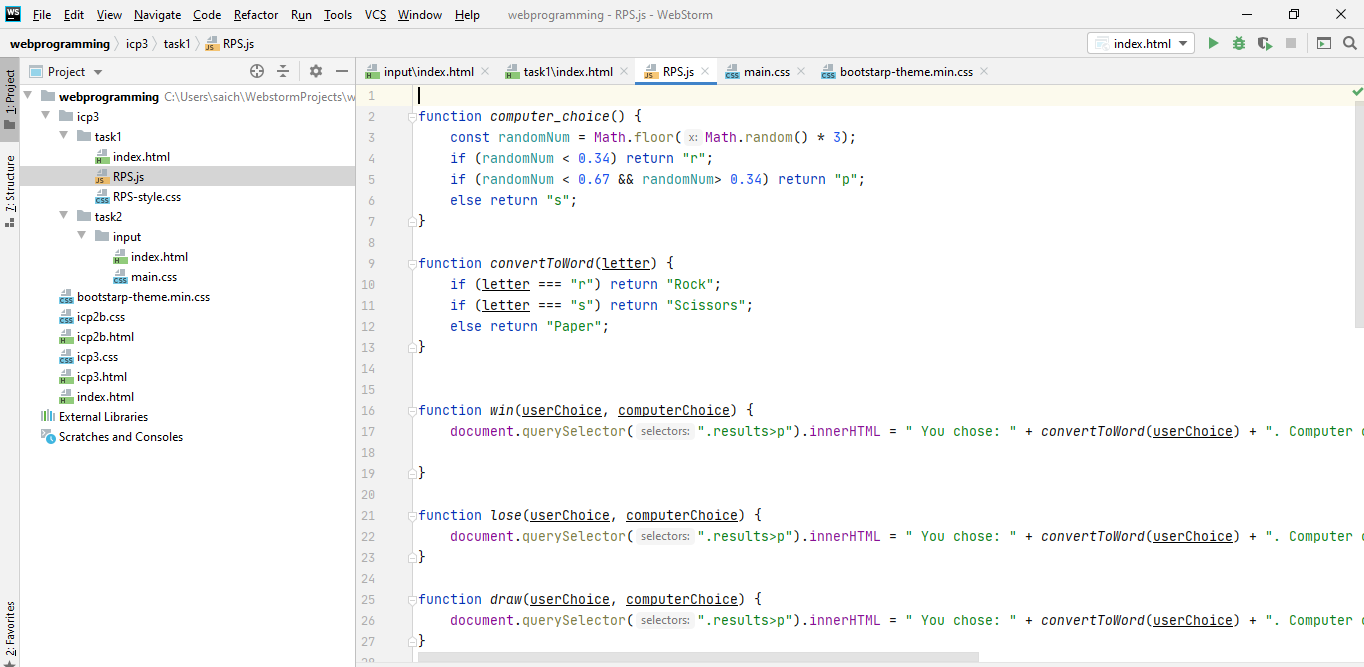 WS File Edit View Navigate Code Refactor Run Tools VCS Window Help webprogramming - RPS.js - WebStorm
webprogramming icp3 task1 RPS.js index.html
1: Project
7: Structure
2: Favorites
Project
webprogramming C:\Users\saich\WebstormProjects\w
icp3
task1
index.html
RPS.js
RPS-style.css
task2
input
index.html
main.css
bootstarp-theme.min.css
icp2b.css
icp2b.html
icp3.css
icp3.html
index.html
External Libraries
Scratches and Consoles
input\index.html task1\index.html RPS.js main.css bootstarp-theme.min.css
1
2 function computer_choice() {
3 const randomNum = Math.floor( x: Math.random() * 3);
4 if (randomNum < 0.34) return "r";
5 if (randomNum < 0.67 && randomNum> 0.34) return "p";
6 else return "s";
7 }
8
9 function convertToWord(letter) {
10 if (letter === "r") return "Rock";
11 if (letter === "s") return "Scissors";
12 else return "Paper";
13 }
14
15
16 function win(userChoice, computerChoice) {
17 document.querySelector( selectors: ".results>p").innerHTML = " You chose: " + convertToWord(userChoice) + ". Computer
18
19 }
20
21 function lose(userChoice, computerChoice) {
22 document.querySelector( selectors: ".results>p").innerHTML = " You chose: " + convertToWord(userChoice) + ". Computer
23 }
24
25 function draw(userChoice, computerChoice) {
26 document.querySelector( selectors: ".results>p").innerHTML = " You chose: " + convertToWord(userChoice) + ". Computer
27 }